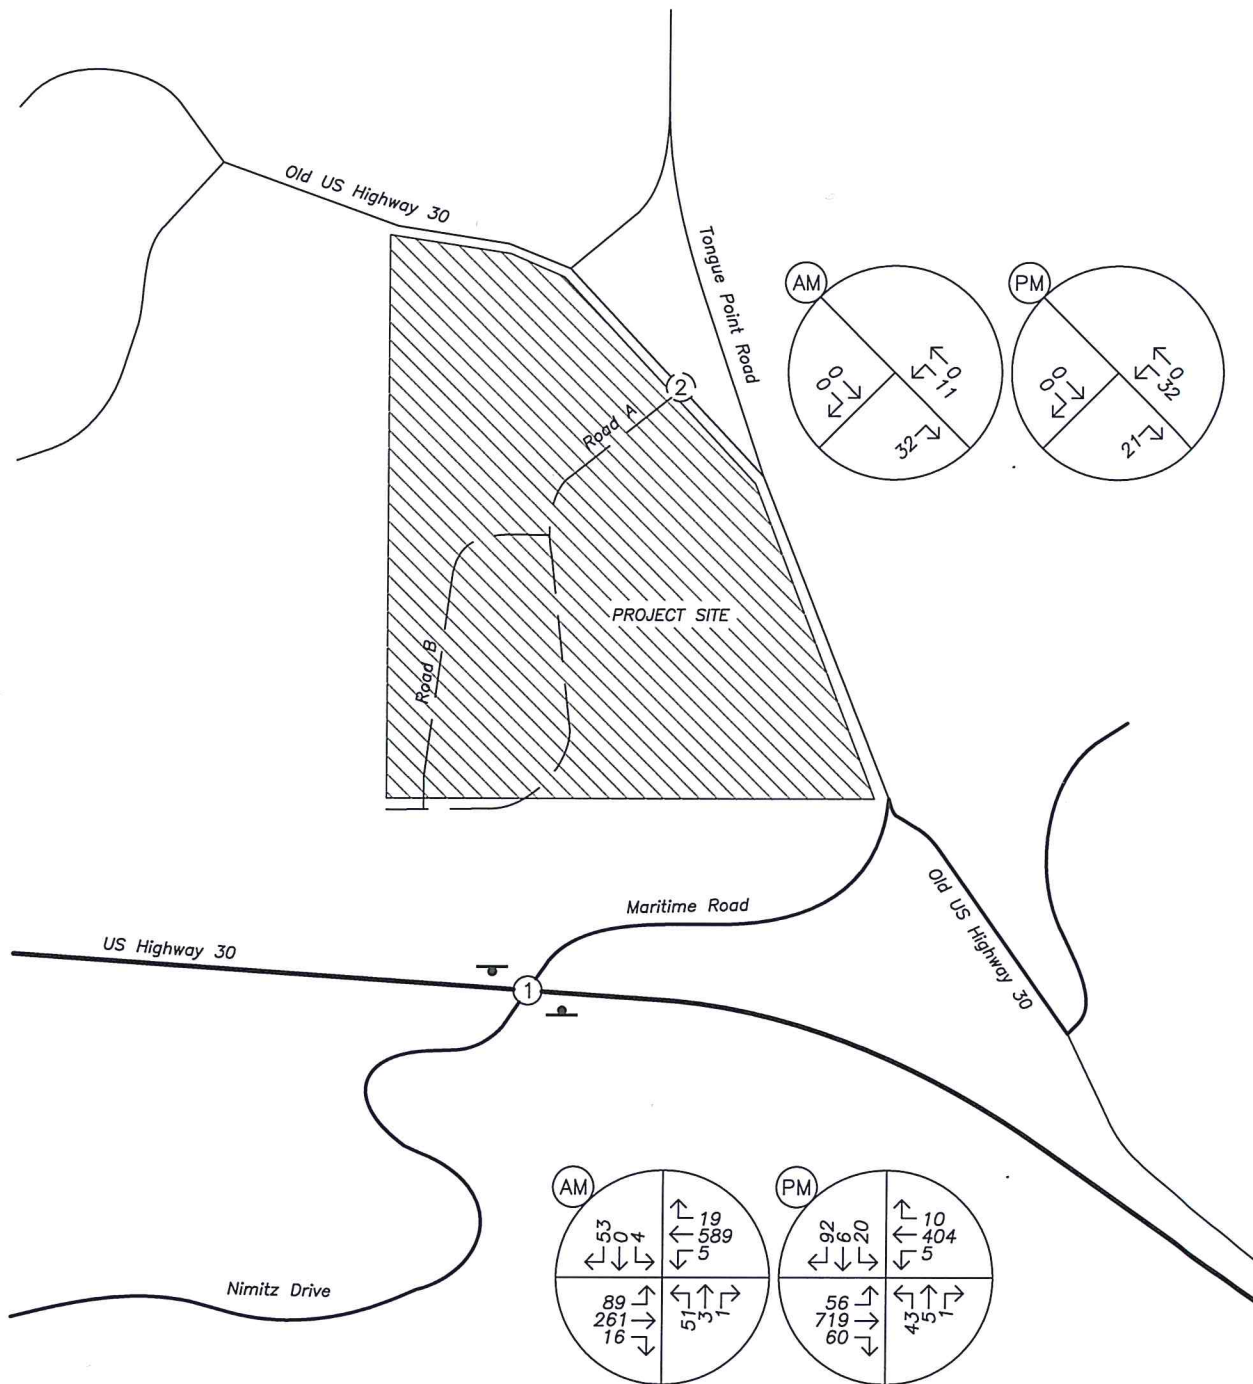 Old US Highway 30
Tongue Point Road
AM
0
0
0
11
32
PM
0
0
0
32
21
2
Road A
PROJECT SITE
Road B
Maritime Road
Old US Highway 30
US Highway 30
1
Nimitz Drive
AM
53
0
4
19
589
5
89
261
16
51
3
1
PM
92
6
20
10
404
5
56
719
60
43
5
1